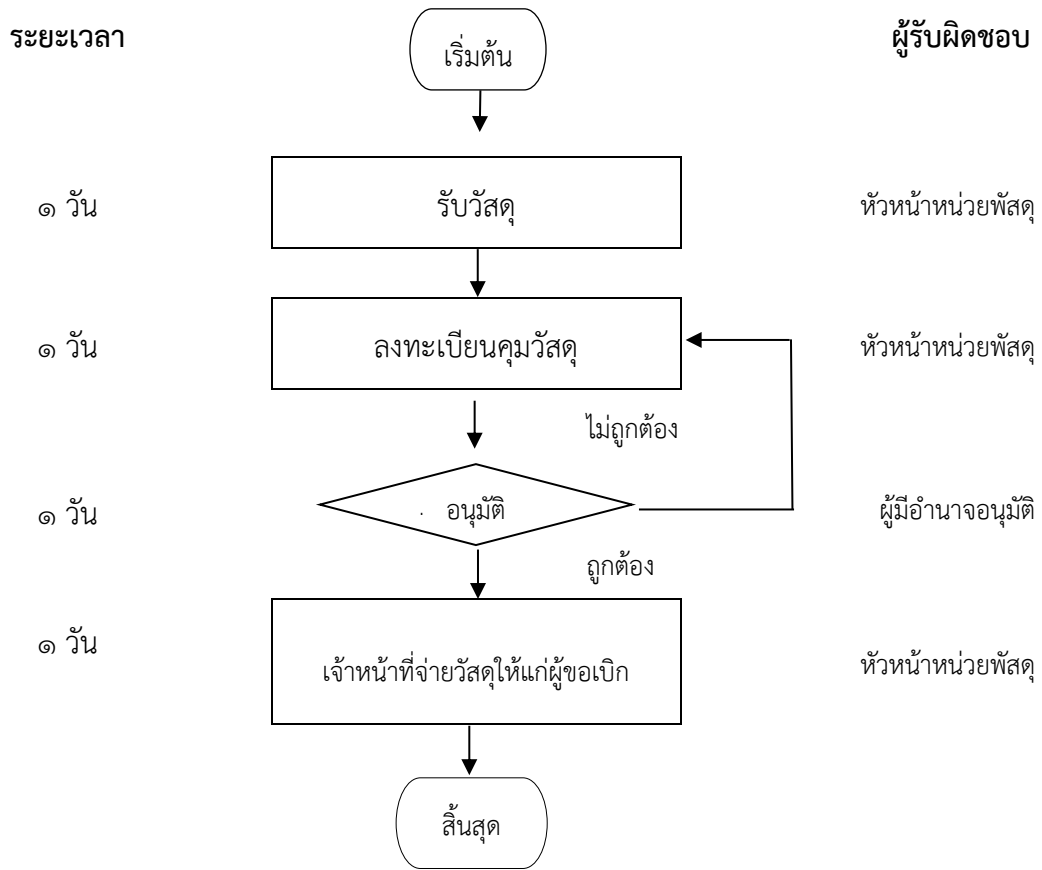 ระยะเวลา
เริ่มต้น
ผู้รับผิดชอบ
๑ วัน
รับวัสดุ
หัวหน้าหน่วยพัสดุ
๑ วัน
ลงทะเบียนคุมวัสดุ
หัวหน้าหน่วยพัสดุ
ไม่ถูกต้อง
๑ วัน
. อนุมัติ
ผู้มีอำนาจอนุมัติ
ถูกต้อง
๑ วัน
เจ้าหน้าที่จ่ายวัสดุให้แก่ผู้ขอเบิก
หัวหน้าหน่วยพัสดุ
สิ้นสุด